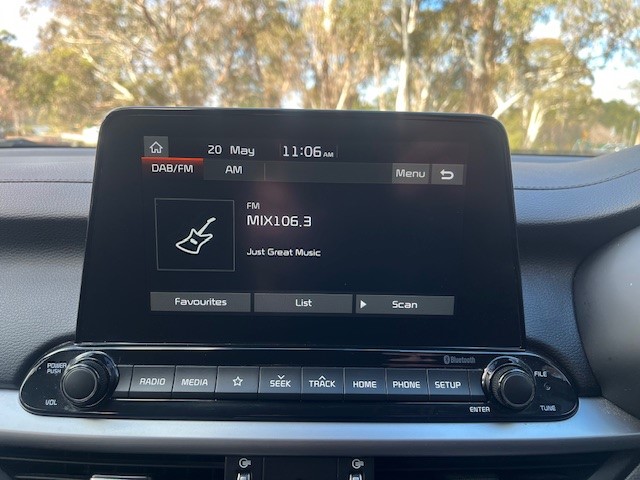 20 May 11:06 AM
DAB/FM AM Menu
FM
MIX106.3
Just Great Music
Favourites List Scan
Bluetooth
POWER PUSH
RADIO MEDIA SEEK TRACK HOME PHONE SETUP
FILE
VOL ENTER TUNE